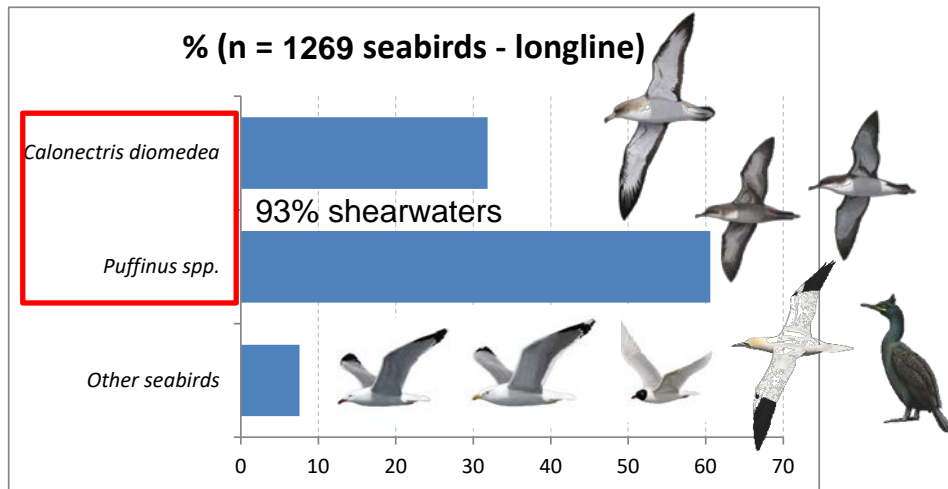 % (n = 1269 seabirds - longline)
Calonectris diomedea
93% shearwaters
Puffinus spp.
Other seabirds
0 10 20 30 40 50 60 70